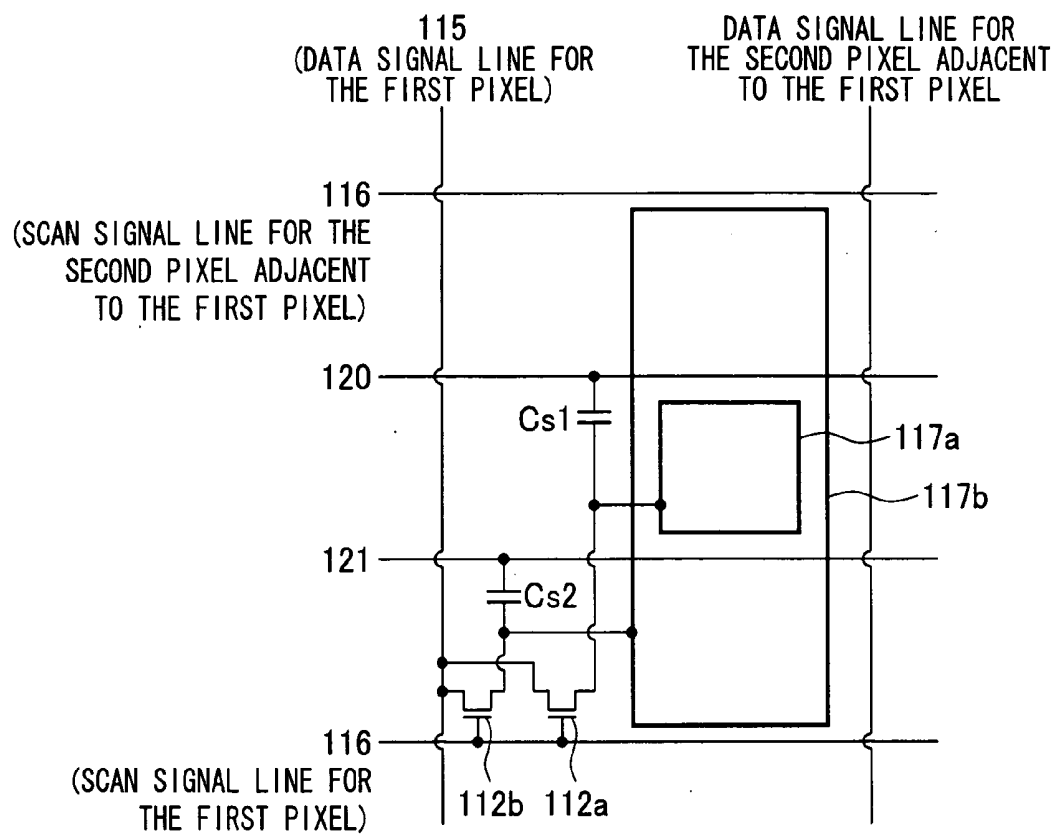 115
(DATA SIGNAL LINE FOR
THE FIRST PIXEL)
DATA SIGNAL LINE FOR
THE SECOND PIXEL ADJACENT
TO THE FIRST PIXEL
116
(SCAN SIGNAL LINE FOR THE
SECOND PIXEL ADJACENT
TO THE FIRST PIXEL)
120
Cs1
117a
117b
121
Cs2
116
(SCAN SIGNAL LINE FOR
THE FIRST PIXEL)
112b
112a